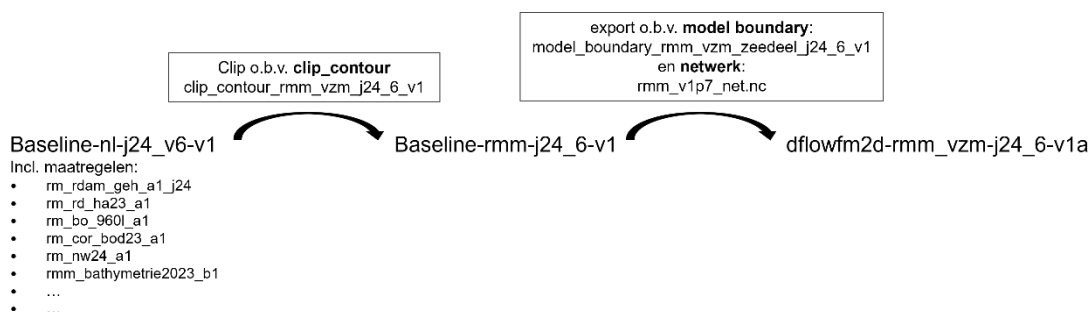 Clip o.b.v. clip_contour
clip_contour_rmm_vzm_j24_6_v1
export o.b.v. model boundary:
model_boundary_rmm_vzm_zeedeel_j24_6_v1
en netwerk:
rmm_v1p7_net.nc
Baseline-nl-j24_v6-v1
Baseline-rmm-j24_6-v1
dflowfm2d-rmm_vzm-j24_6-v1a
Incl. maatregelen:
• rm_rdam_geh_a1_j24
• rm_rd_ha23_a1
• rm_bo_960l_a1
• rm_cor_bod23_a1
• rm_nw24_a1
• rmm_bathymetrie2023_b1
• ...
• ...